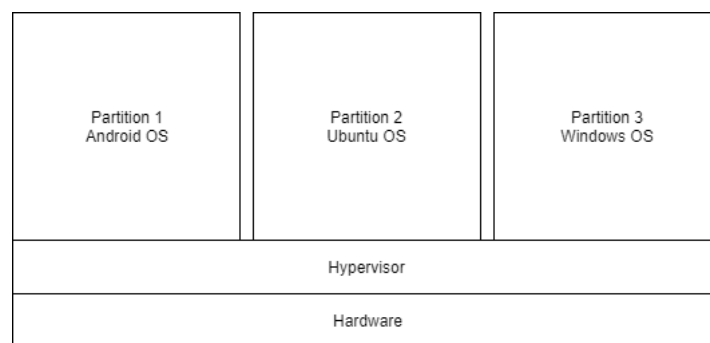 Partition 1
Android OS
Partition 2
Ubuntu OS
Partition 3
Windows OS
Hypervisor
Hardware